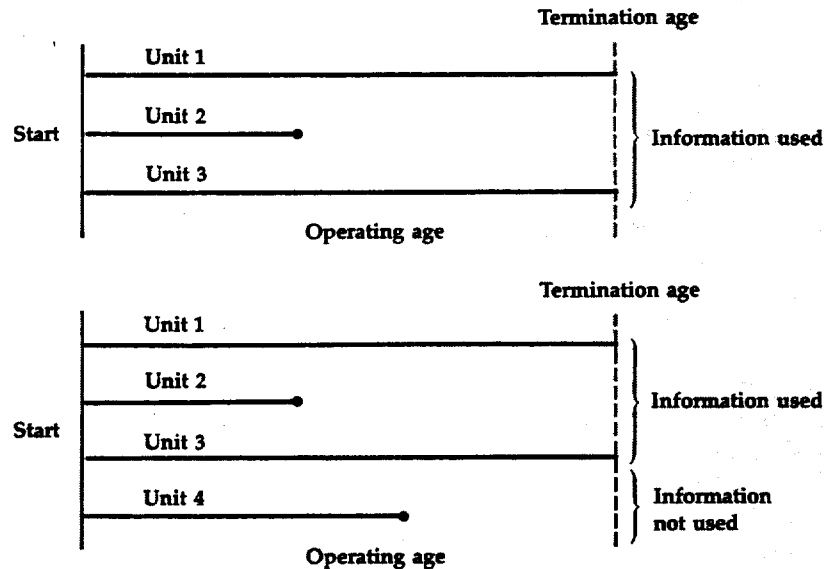 Termination age
Unit 1
Unit 2
Start
Information used
Unit 3
Operating age
Termination age
Unit 1
Unit 2
Information used
Start
Unit 3
Unit 4
Information
not used
Operating age